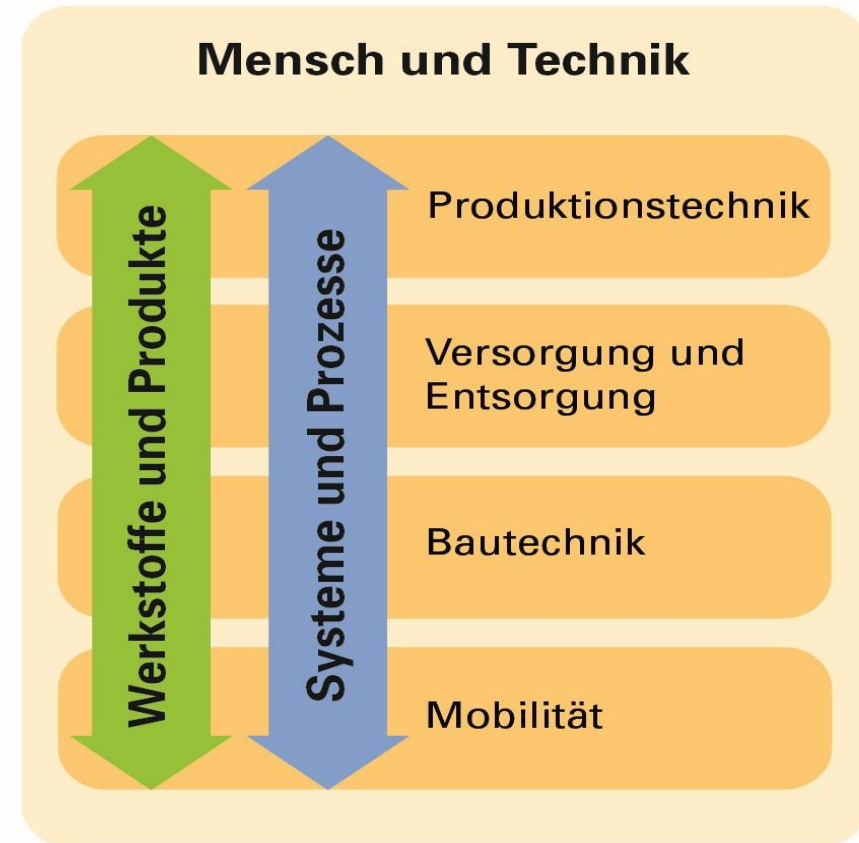 Mensch und Technik
Werkstoffe und Produkte
Systeme und Prozesse
Produktionstechnik
Versorgung und
Entsorgung
Bautechnik
Mobilität